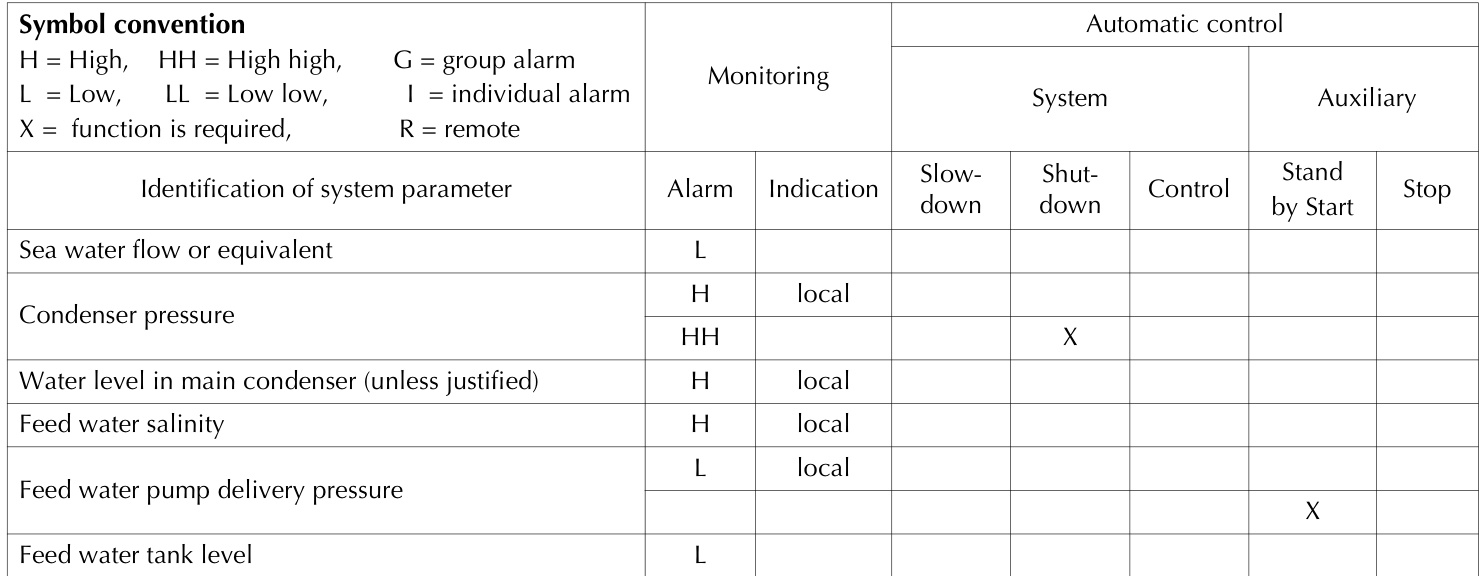 Symbol convention
H = High, HH = High high, G = group alarm
L = Low, LL = Low low, I = individual alarm
X = function is required, R = remote
Monitoring
Automatic control
System
Auxiliary
Identification of system parameter
Alarm
Indication
Slow-
down
Shut-
down
Control
Stand
by Start
Stop
Sea water flow or equivalent L
Condenser pressure
H local
HH X
Water level in main condenser (unless justified) H local
Feed water salinity H local
Feed water pump delivery pressure
L local
X
Feed water tank level L